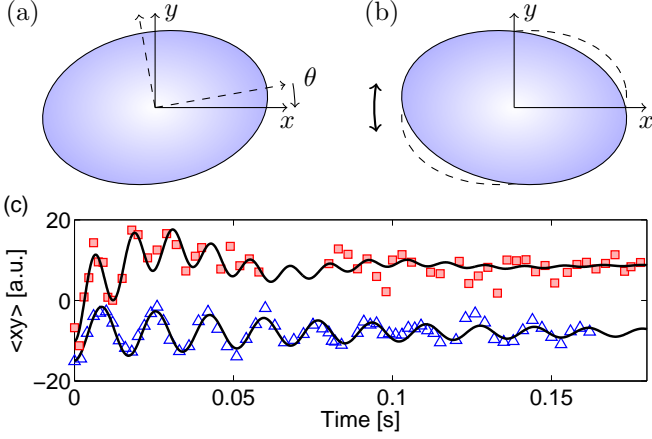 (a)
y
θ
x
(b)
y
x
(c)
<xy> [a.u.]
20
0
−20
0
0.05
0.1
0.15
Time [s]